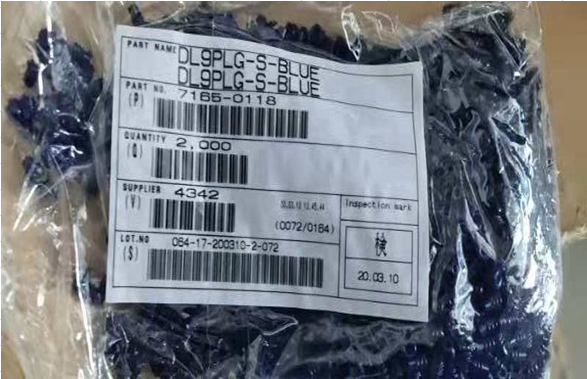 PART NAME DL9PLG-S-BLUE
DL9PLG-S-BLUE
PART NO. 7165-0118
(P)
QUANTITY 2,000
(Q)
SUPPLIER 4342
(V)
(0072/0184)
Inspection mark
検
LOT.NO 064-17-200310-2-072
(S)
20.03.10